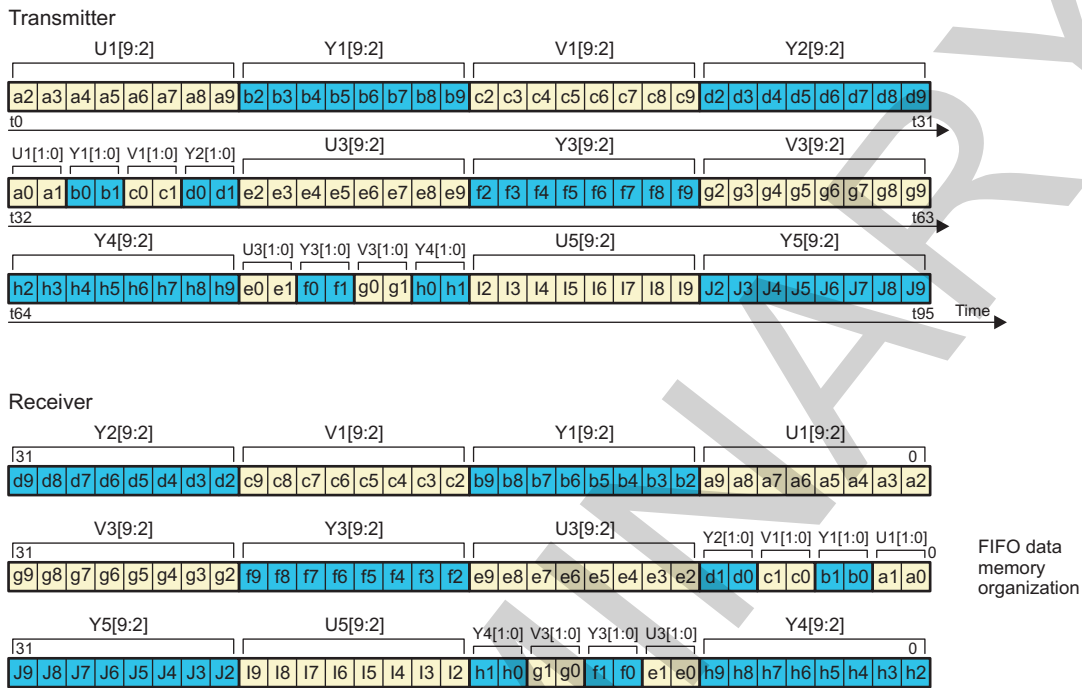 Transmitter
U1[9:2] Y1[9:2] V1[9:2] Y2[9:2]
a2 a3 a4 a5 a6 a7 a8 a9 b2 b3 b4 b5 b6 b7 b8 b9 c2 c3 c4 c5 c6 c7 c8 c9 d2 d3 d4 d5 d6 d7 d8 d9
t0 t31
U1[1:0] Y1[1:0] V1[1:0] Y2[1:0] U3[9:2] Y3[9:2] V3[9:2]
a0 a1 b0 b1 c0 c1 d0 d1 e2 e3 e4 e5 e6 e7 e8 e9 f2 f3 f4 f5 f6 f7 f8 f9 g2 g3 g4 g5 g6 g7 g8 g9
t32 t63
Y4[9:2] U3[1:0] Y3[1:0] V3[1:0] Y4[1:0] U5[9:2] Y5[9:2]
h2 h3 h4 h5 h6 h7 h8 h9 e0 e1 f0 f1 g0 g1 h0 h1 I2 I3 I4 I5 I6 I7 I8 I9 J2 J3 J4 J5 J6 J7 J8 J9
t64 t95 Time
Receiver
Y2[9:2] V1[9:2] Y1[9:2] U1[9:2]
31 0
d9 d8 d7 d6 d5 d4 d3 d2 c9 c8 c7 c6 c5 c4 c3 c2 b9 b8 b7 b6 b5 b4 b3 b2 a9 a8 a7 a6 a5 a4 a3 a2
V3[9:2] Y3[9:2] U3[9:2] Y2[1:0] V1[1:0] Y1[1:0] U1[1:0]
31 0
g9 g8 g7 g6 g5 g4 g3 g2 f9 f8 f7 f6 f5 f4 f3 f2 e9 e8 e7 e6 e5 e4 e3 e2 d1 d0 c1 c0 b1 b0 a1 a0
FIFO data
memory
organization
Y5[9:2] U5[9:2] Y4[1:0] V3[1:0] Y3[1:0] U3[1:0] Y4[9:2]
31 0
J9 J8 J7 J6 J5 J4 J3 J2 I9 I8 I7 I6 I5 I4 I3 I2 h1 h0 g1 g0 f1 f0 e1 e0 h9 h8 h7 h6 h5 h4 h3 h2
MINARY